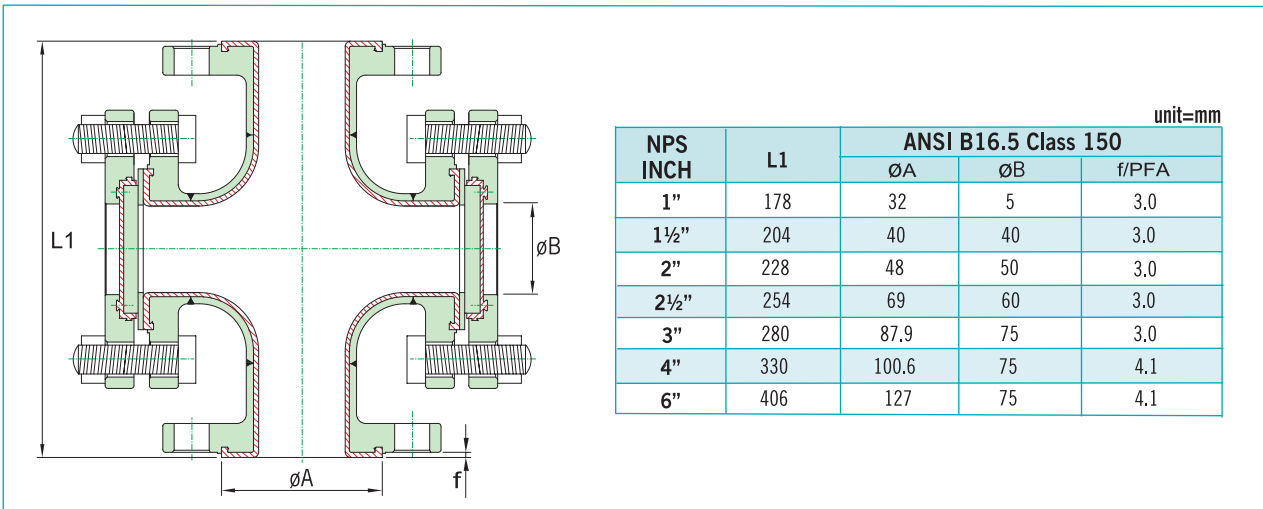 L1
øB
øA
f
unit=mm
NPS INCH L1 ANSI B16.5 Class 150
øA øB f/PFA
1” 178 32 5 3.0
1½” 204 40 40 3.0
2” 228 48 50 3.0
2½” 254 69 60 3.0
3” 280 87.9 75 3.0
4” 330 100.6 75 4.1
6” 406 127 75 4.1